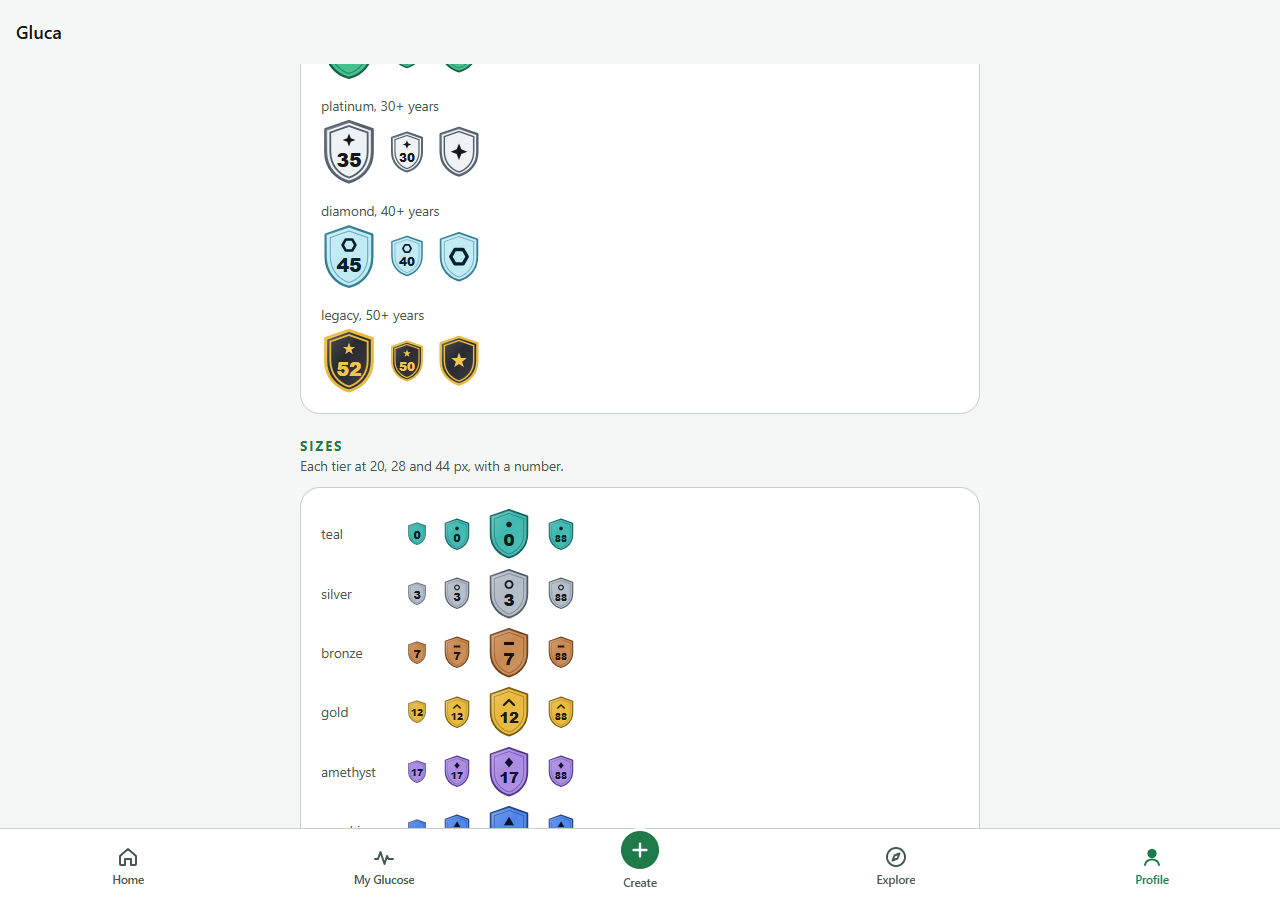 Gluca
platinum, 30+ years
35 30
diamond, 40+ years
45 40
legacy, 50+ years
52 50
SIZES
Each tier at 20, 28 and 44 px, with a number.
teal 0 0 0 88
silver 3 3 3 88
bronze 7 7 7 88
gold 12 12 12 88
amethyst 17 17 17 88
Home My Glucose Create Explore Profile